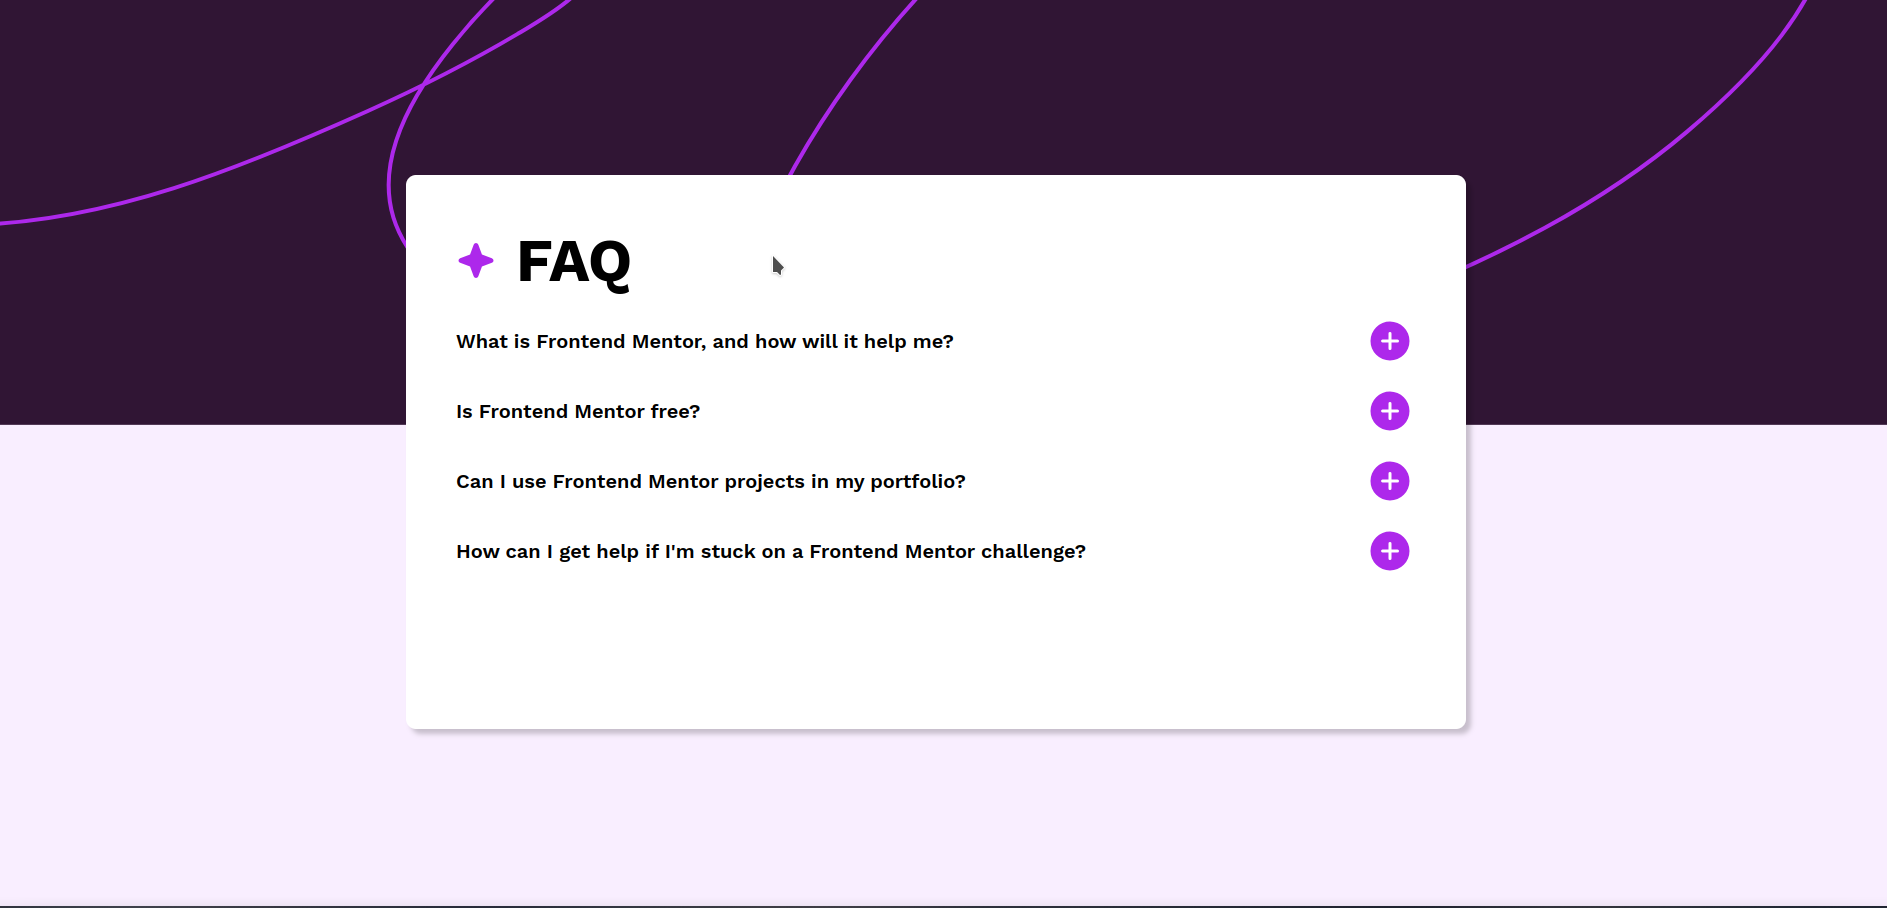 FAQ
What is Frontend Mentor, and how will it help me?
Is Frontend Mentor free?
Can I use Frontend Mentor projects in my portfolio?
How can I get help if I'm stuck on a Frontend Mentor challenge?